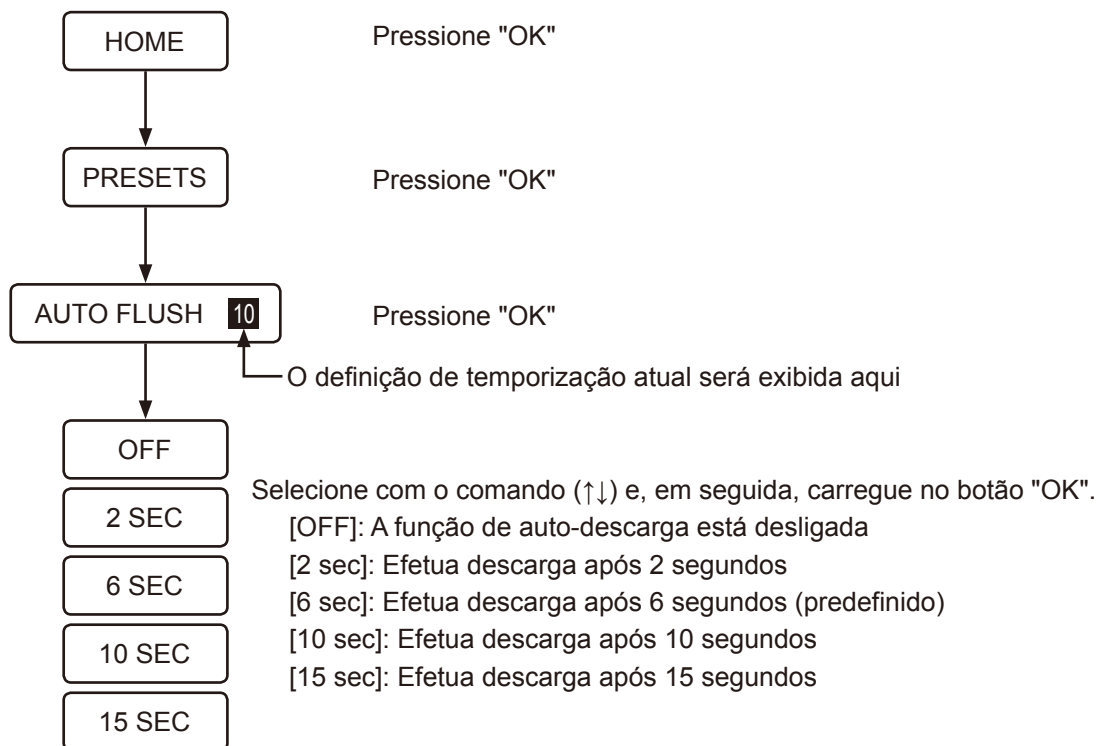 HOME
Pressione "OK"
PRESETS
Pressione "OK"
AUTO FLUSH 10
Pressione "OK"
O definição de temporização atual será exibida aqui
OFF
Selecione com o comando (↑↓) e, em seguida, carregue no botão "OK".
2 SEC
[OFF]: A função de auto-descarga está desligada
[2 sec]: Efetua descarga após 2 segundos
6 SEC
[6 sec]: Efetua descarga após 6 segundos (predefinido)
[10 sec]: Efetua descarga após 10 segundos
10 SEC
[15 sec]: Efetua descarga após 15 segundos
15 SEC